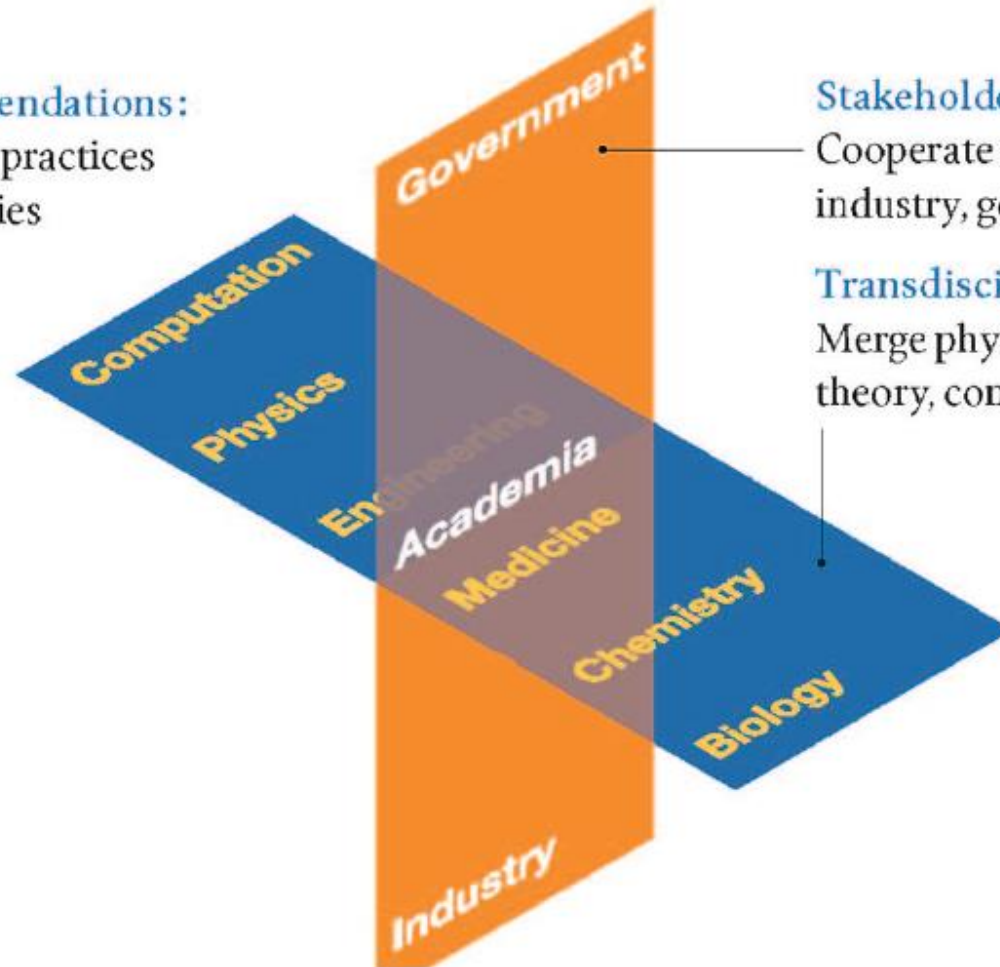 endations:
practices
ies
Government
Stakeholde
Cooperate
industry, go
Transdisci
Merge phy
theory, con
Computation
Physics
Engineering
Academia
Medicine
Chemistry
Biology
Industry